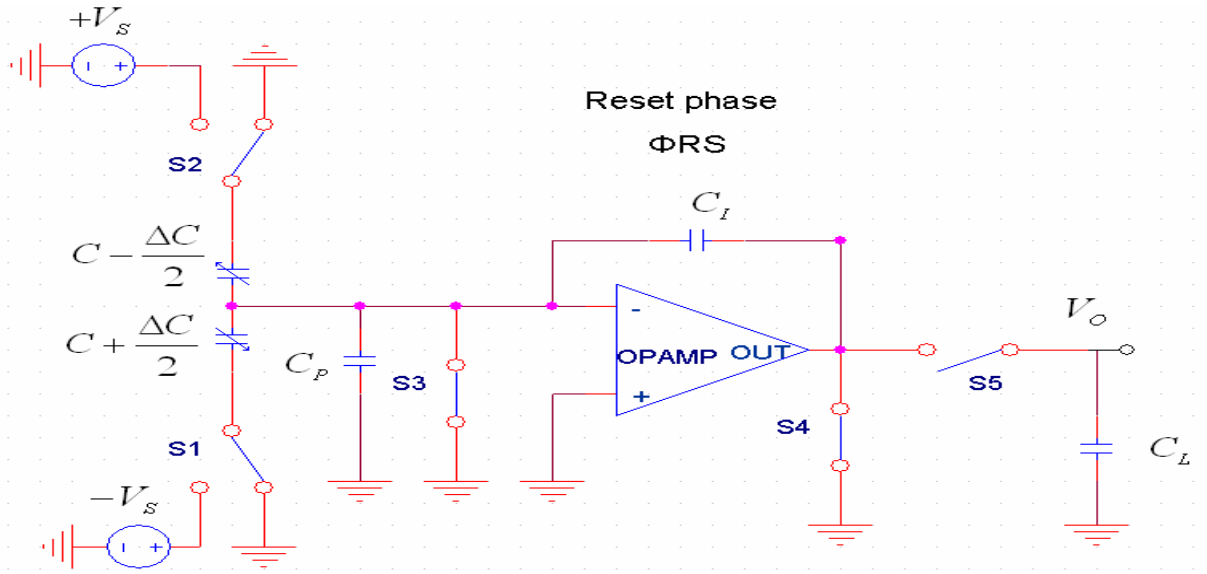 +V_S
Reset phase
ΦRS
S2
C_I
C - ΔC/2
C + ΔC/2
C_P
S3
-
OPAMP OUT
+
V_O
S5
S4
S1
C_L
-V_S
- +
- +